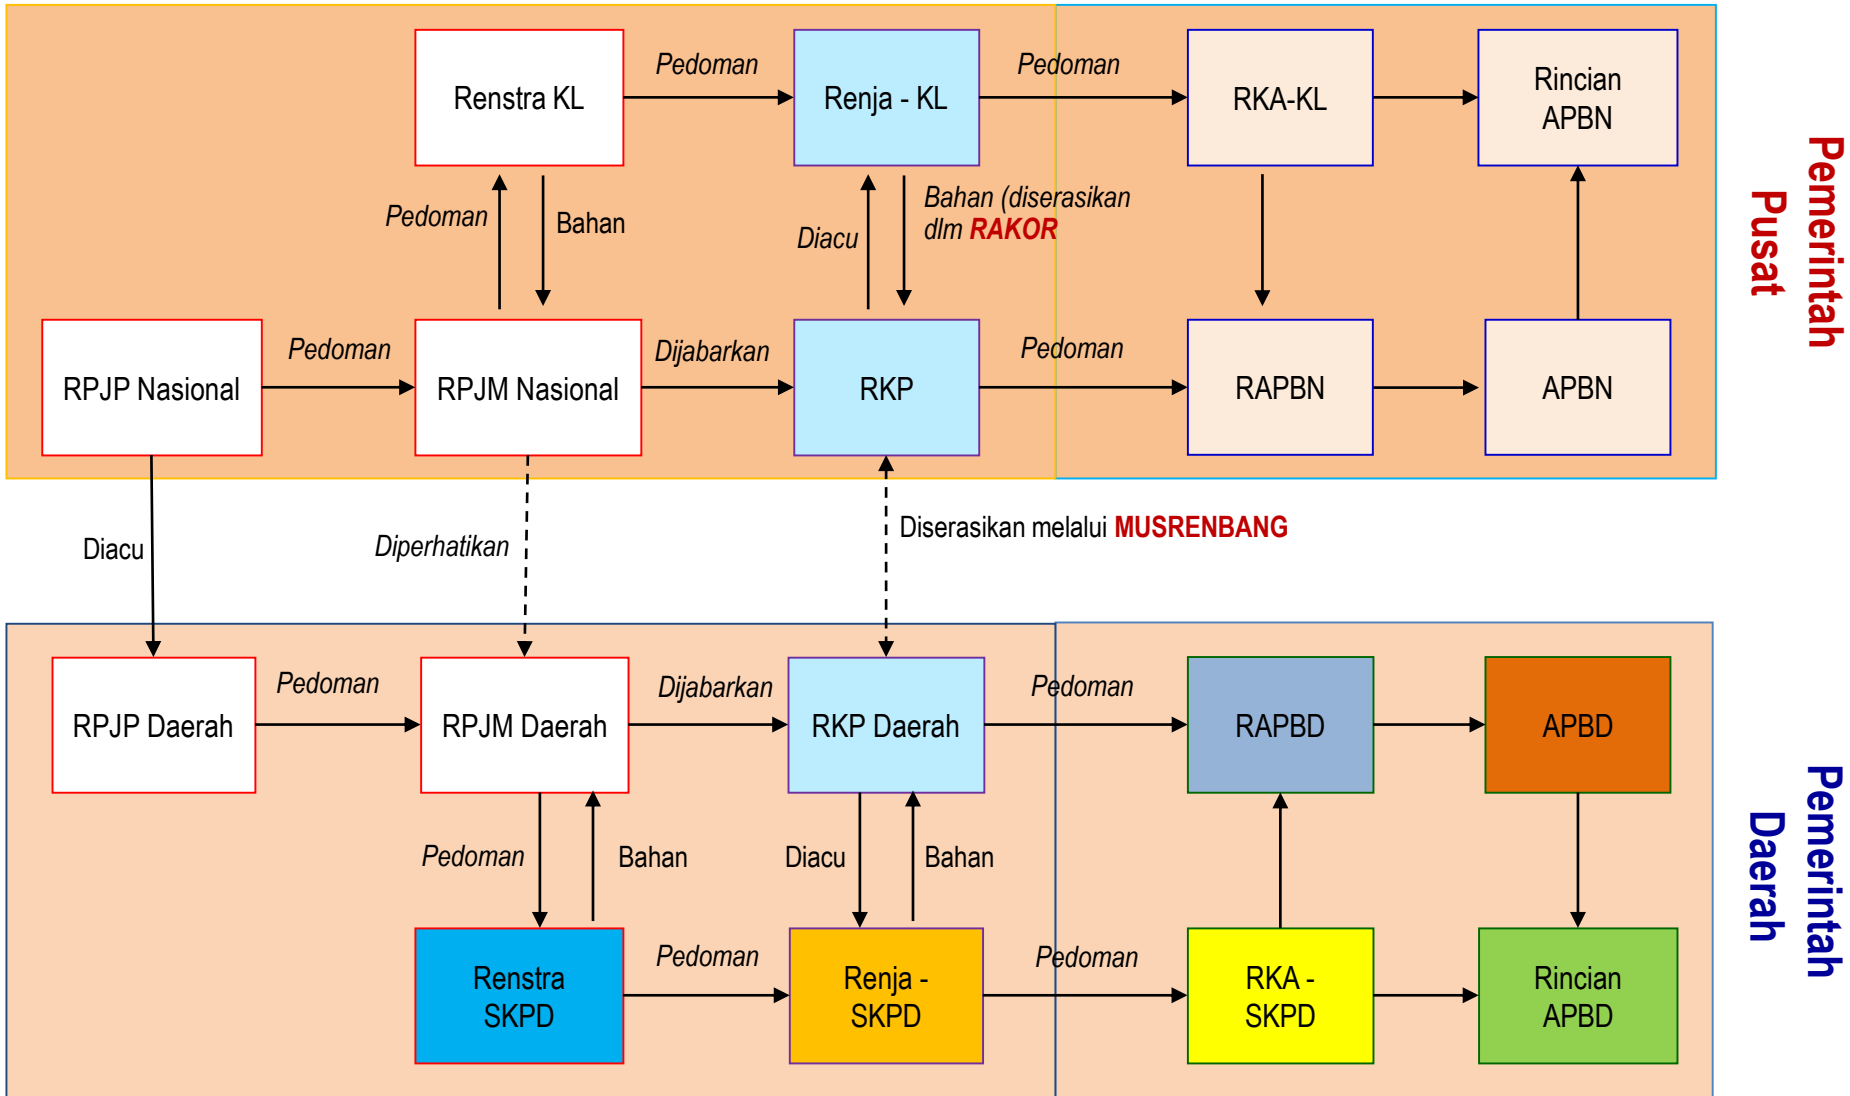 Pedoman
Pedoman
Renstra KL
Renja - KL
RKA-KL
Rincian
APBN
Pedoman
Bahan
Diacu
Bahan (diserasikan
dlm RAKOR
Pemerintah
Pusat
Pedoman
Dijabarkan
Pedoman
RPJP Nasional
RPJM Nasional
RKP
RAPBN
APBN
Diacu
Diperhatikan
Diserasikan melalui MUSRENBANG
Pedoman
Dijabarkan
Pedoman
RPJP Daerah
RPJM Daerah
RKP Daerah
RAPBD
APBD
Pedoman
Bahan
Diacu
Bahan
Pemerintah
Daerah
Pedoman
Pedoman
Renstra
SKPD
Renja -
SKPD
RKA -
SKPD
Rincian
APBD